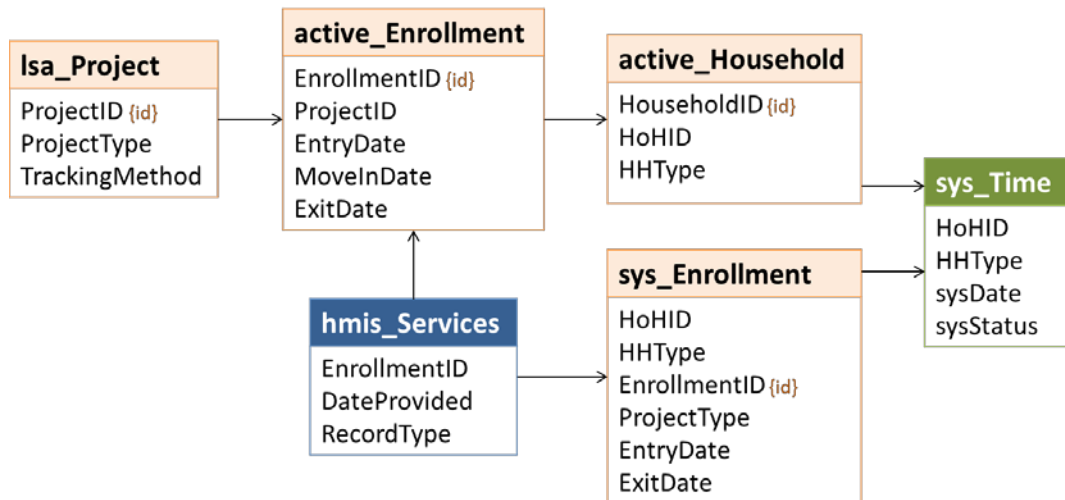 lsa_Project
ProjectID {id}
ProjectType
TrackingMethod
active_Enrollment
EnrollmentID {id}
ProjectID
EntryDate
MoveInDate
ExitDate
active_Household
HouseholdID {id}
HoHID
HHType
hmis_Services
EnrollmentID
DateProvided
RecordType
sys_Enrollment
HoHID
HHType
EnrollmentID {id}
ProjectType
EntryDate
ExitDate
sys_Time
HoHID
HHType
sysDate
sysStatus